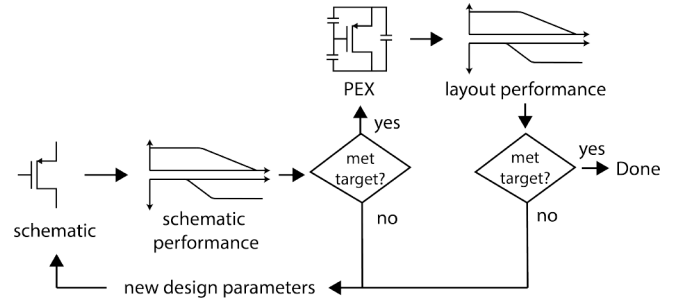 PEX
layout performance
yes
met
target?
no
met
target?
yes
Done
no
schematic
schematic
performance
new design parameters